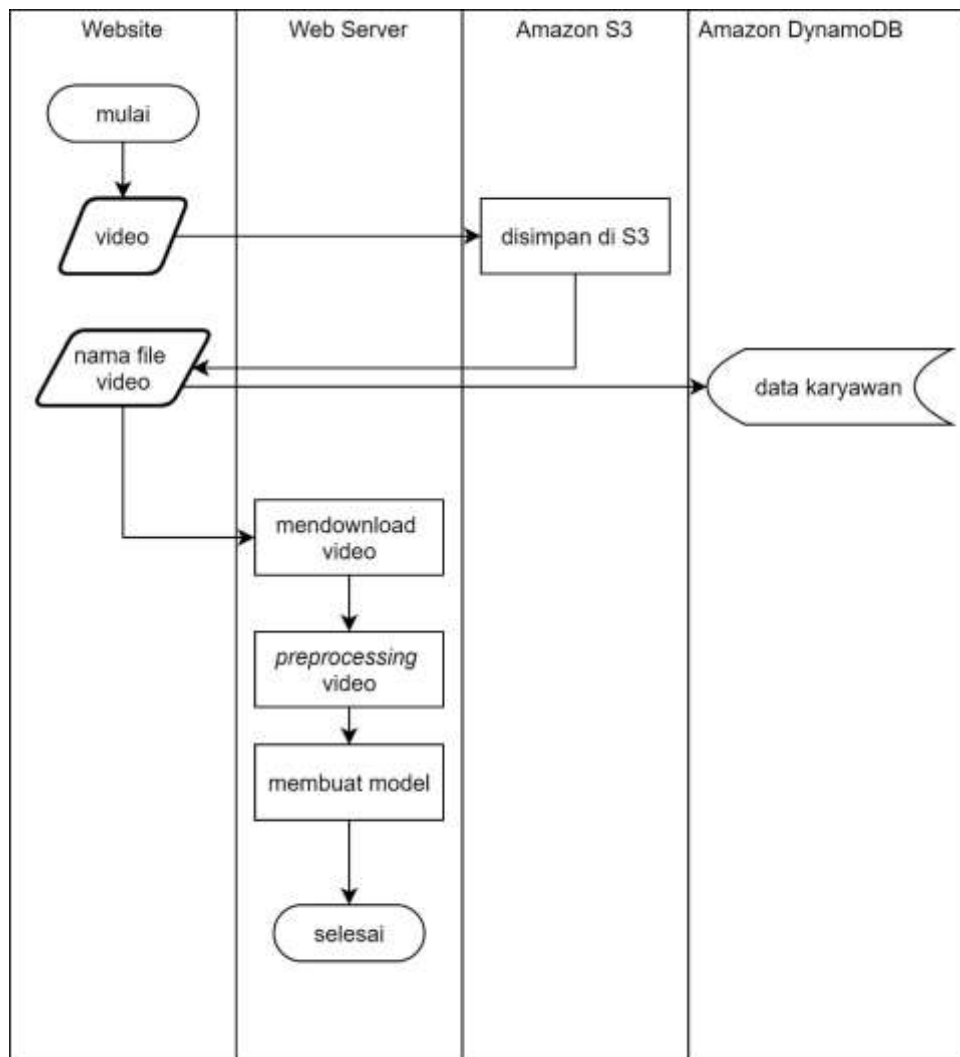 Website
Web Server
Amazon S3
Amazon DynamoDB
mulai
video
disimpan di S3
nama file
video
data karyawan
mendownload
video
preprocessing
video
membuat model
selesai